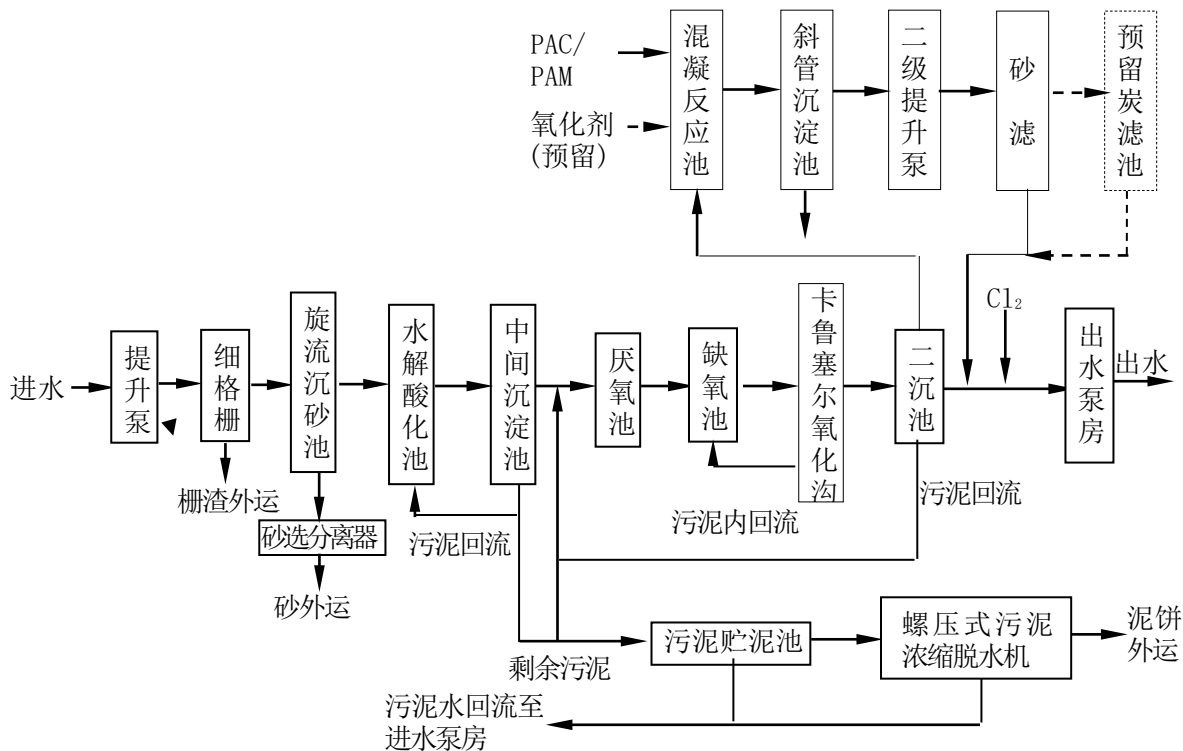 PAC/
PAM
氧化剂
(预留)
混凝反应池
斜管沉淀池
二级提升泵
砂滤
预留炭滤池
进水
提升泵
细格栅
旋流沉砂池
水解酸化池
中间沉淀池
厌氧池
缺氧池
卡鲁塞尔氧化沟
二沉池
Cl₂
出水泵房
出水
栅渣外运
砂选分离器
砂外运
污泥回流
污泥内回流
污泥回流
剩余污泥
污泥贮泥池
螺压式污泥
浓缩脱水机
泥饼
外运
污泥水回流至
进水泵房